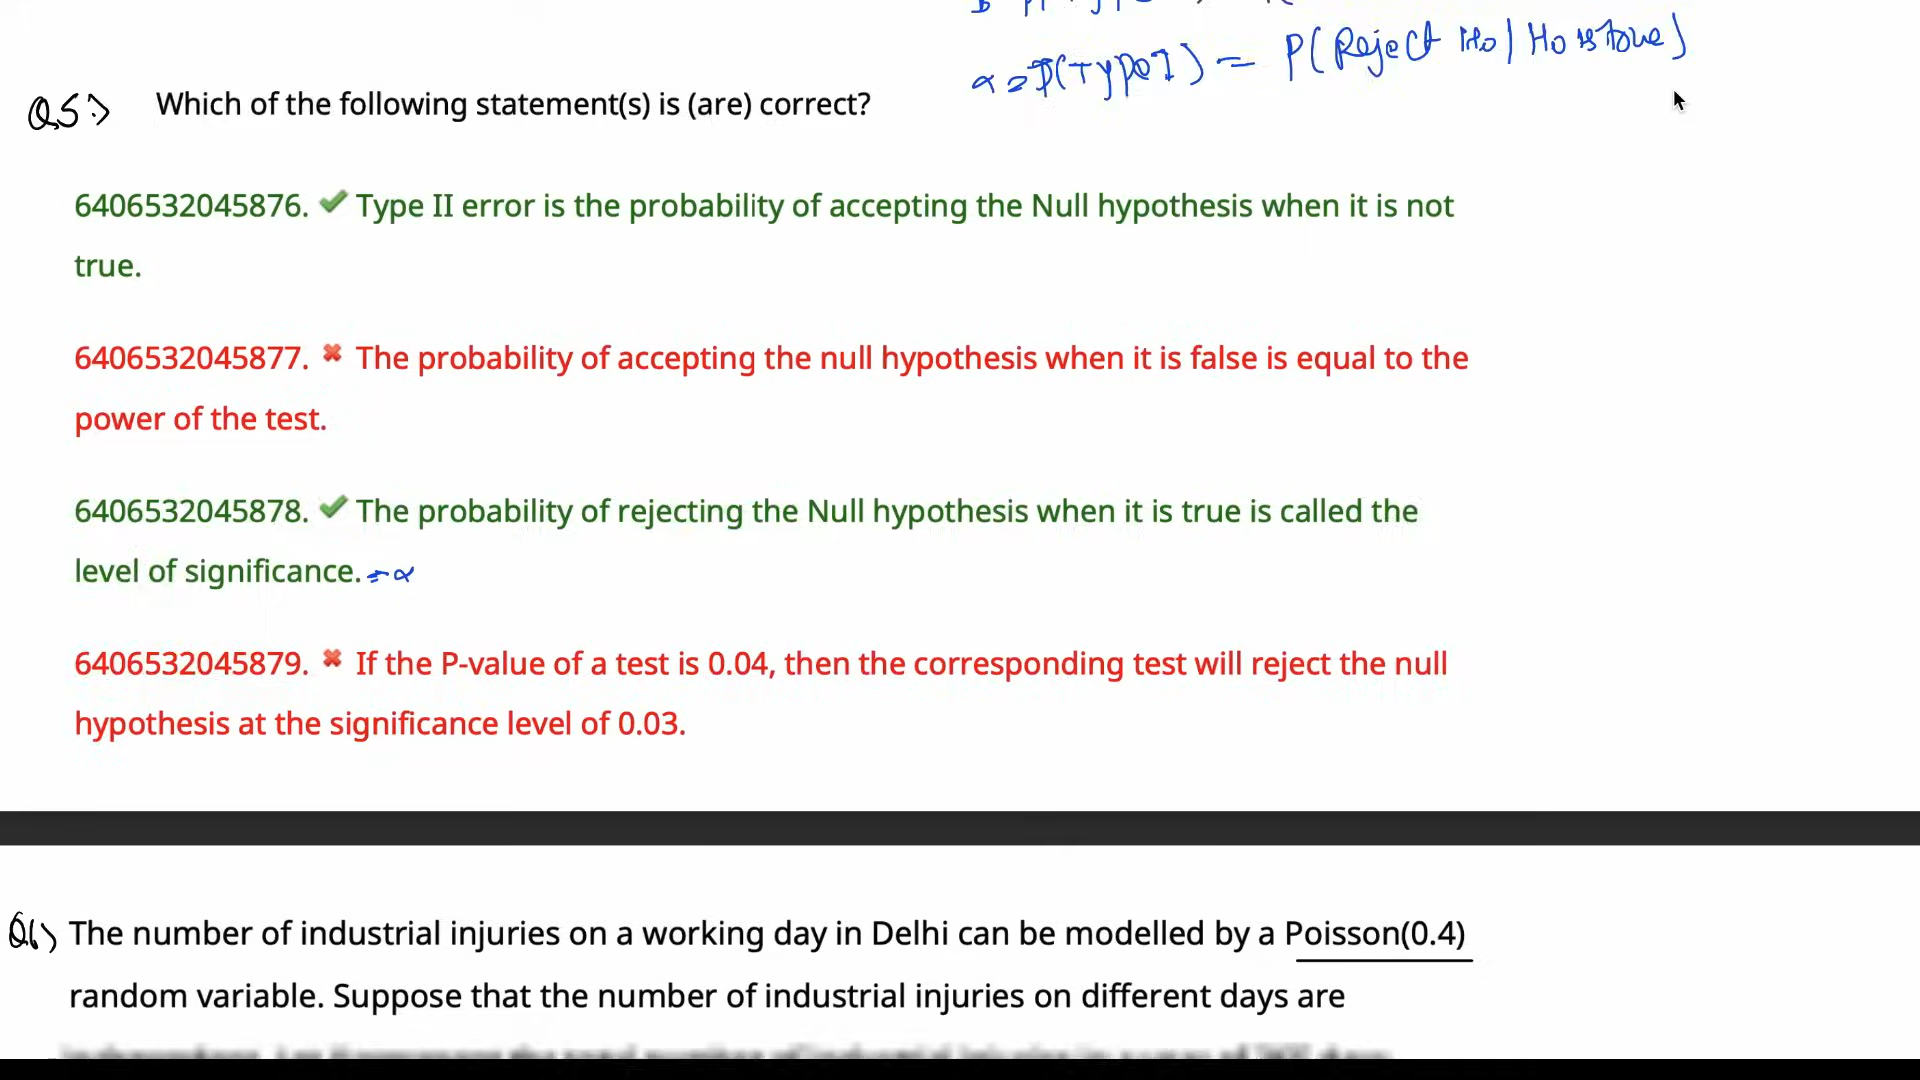 α = P(Type I) = P(Reject H0 | H0 is true)
Q5:) Which of the following statement(s) is (are) correct?
6406532045876. ✔ Type II error is the probability of accepting the Null hypothesis when it is not
true.
6406532045877. ✖ The probability of accepting the null hypothesis when it is false is equal to the
power of the test.
6406532045878. ✔ The probability of rejecting the Null hypothesis when it is true is called the
level of significance. = α
6406532045879. ✖ If the P-value of a test is 0.04, then the corresponding test will reject the null
hypothesis at the significance level of 0.03.
Q6) The number of industrial injuries on a working day in Delhi can be modelled by a Poisson(0.4)
random variable. Suppose that the number of industrial injuries on different days are